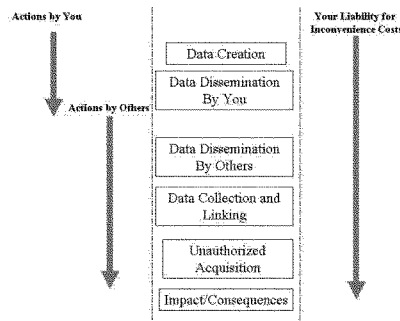 Actions by You
Your Liability for
Inconvenience Costs
Data Creation
Data Dissemination
By You
Actions by Others
Data Dissemination
By Others
Data Collection and
Linking
Unauthorized
Acquisition
Impact/Consequences